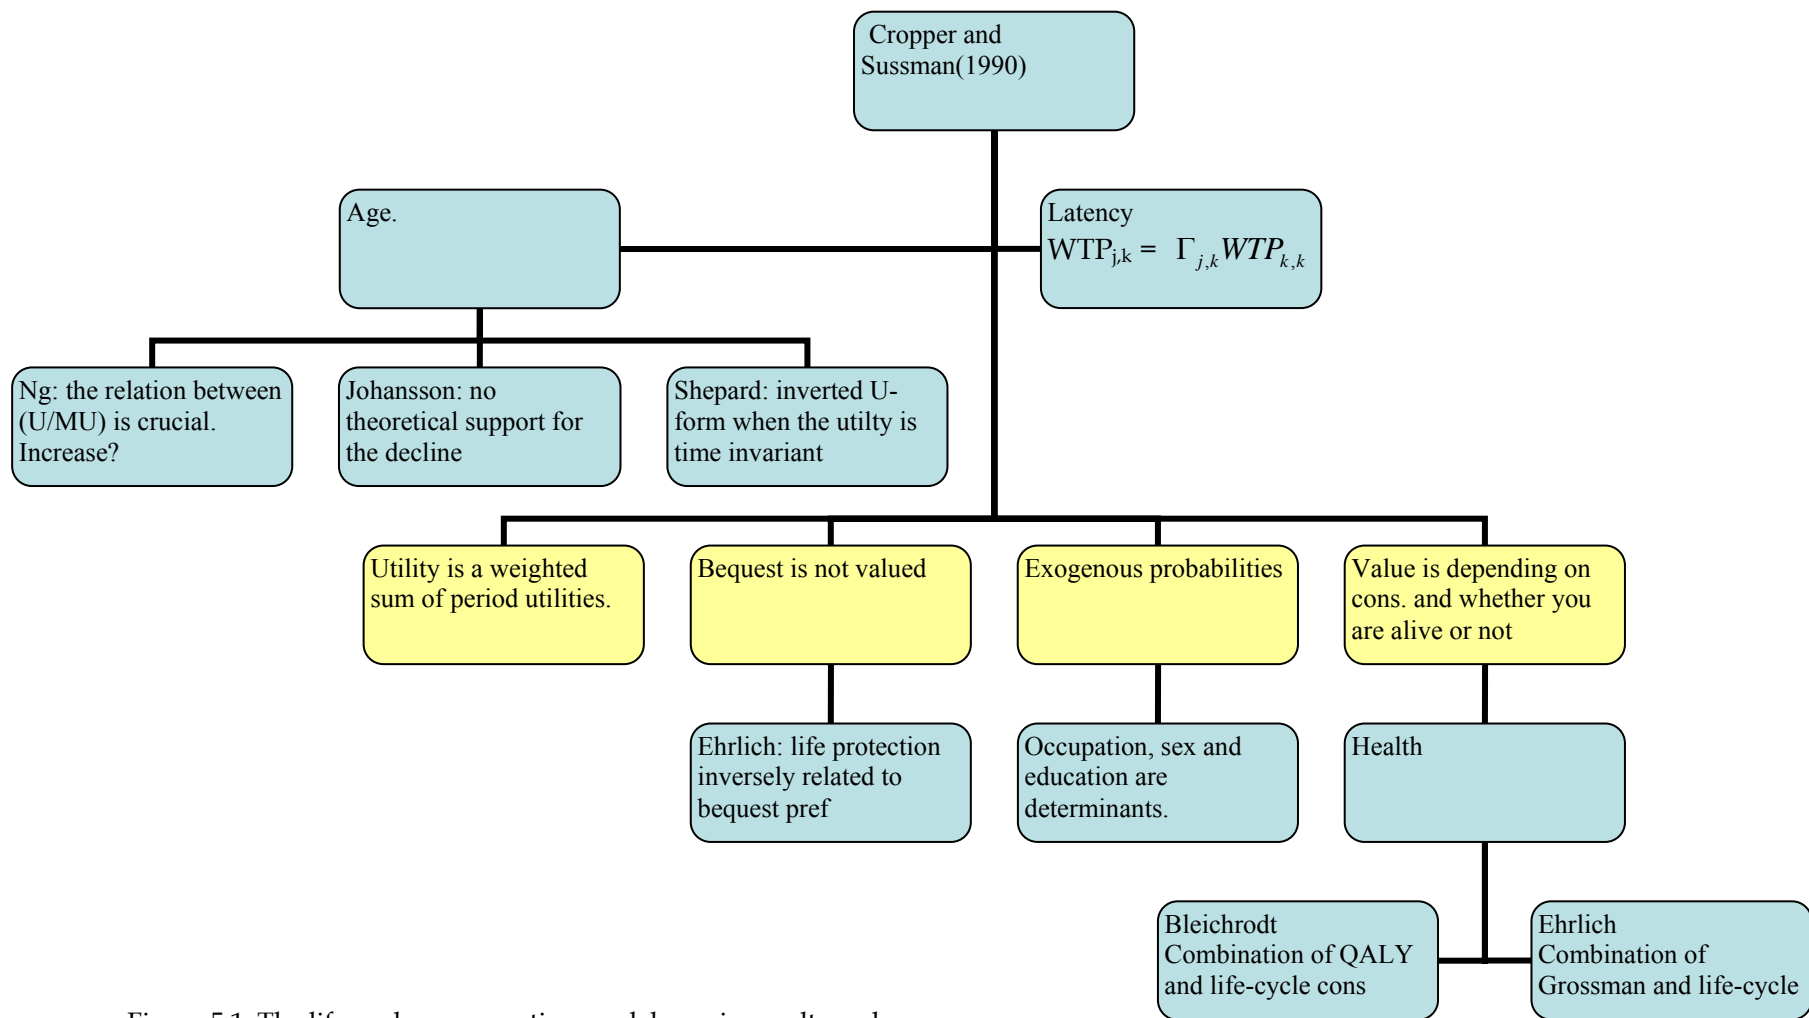 Cropper and
Sussman(1990)
Age.
Latency
WTPj,k = Γj,kWTPk,k
Ng: the relation between
(U/MU) is crucial.
Increase?
Johansson: no
theoretical support for
the decline
Shepard: inverted U-
form when the utilty is
time invariant
Utility is a weighted
sum of period utilities.
Bequest is not valued
Exogenous probabilities
Value is depending on
cons. and whether you
are alive or not
Ehrlich: life protection
inversely related to
bequest pref
Occupation, sex and
education are
determinants.
Health
Bleichrodt
Combination of QALY
and life-cycle cons
Ehrlich
Combination of
Grossman and life-cycle